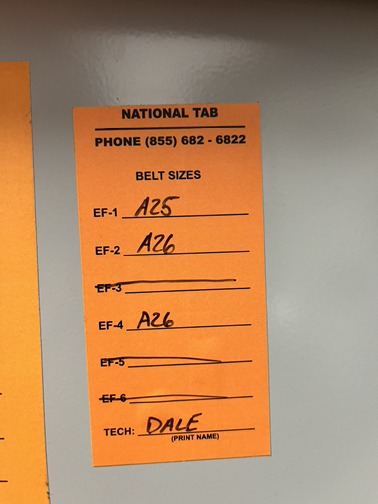 NATIONAL TAB
PHONE (855) 682 - 6822
BELT SIZES
EF-1 A25
EF-2 A26
EF-3
EF-4 A26
EF-5
EF-6
TECH: DALE
(PRINT NAME)